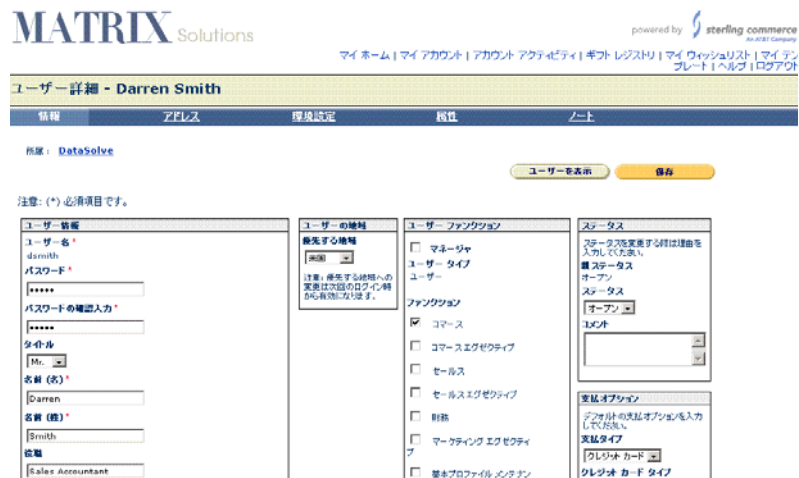 MATRIX Solutions
powered by sterling commerce
An AT&T Company
マイ ホーム | マイ アカウント | アカウント アクティビティ | ギフト レジストリ | マイ ウィッシュリスト | マイ テン
プレート | ヘルプ | ログアウト
ユーザー詳細 - Darren Smith
情報 アドレス 環境設定 属性 ノート
所属: DataSolve
ユーザーを表示 保存
注意: (*) 必須項目です。
ユーザー情報
ユーザー名 *
dsmith
パスワード *
•••••
パスワードの確認入力 *
•••••
タイトル
Mr.
名前 (名) *
Darren
名前 (姓) *
Smith
役職
Sales Accountant
ユーザーの地域
優先する地域
米国
注意: 優先する地域への
変更は次回のログイン時
から有効になります。
ユーザー ファンクション
マネージャ
ユーザー タイプ
ユーザー
ファンクション
コマース
コマース エグゼクティブ
セールス
セールス エグゼクティブ
財務
マーケティング エグゼクティ
ブ
基本プロファイル メンテナン
ステータス
ステータスを変更する際は理由を
入力してください。
親ステータス
オープン
ステータス
オープン
コメント
支払オプション
デフォルトの支払オプションを入力
してください。
支払タイプ
クレジット カード
クレジット カード タイプ